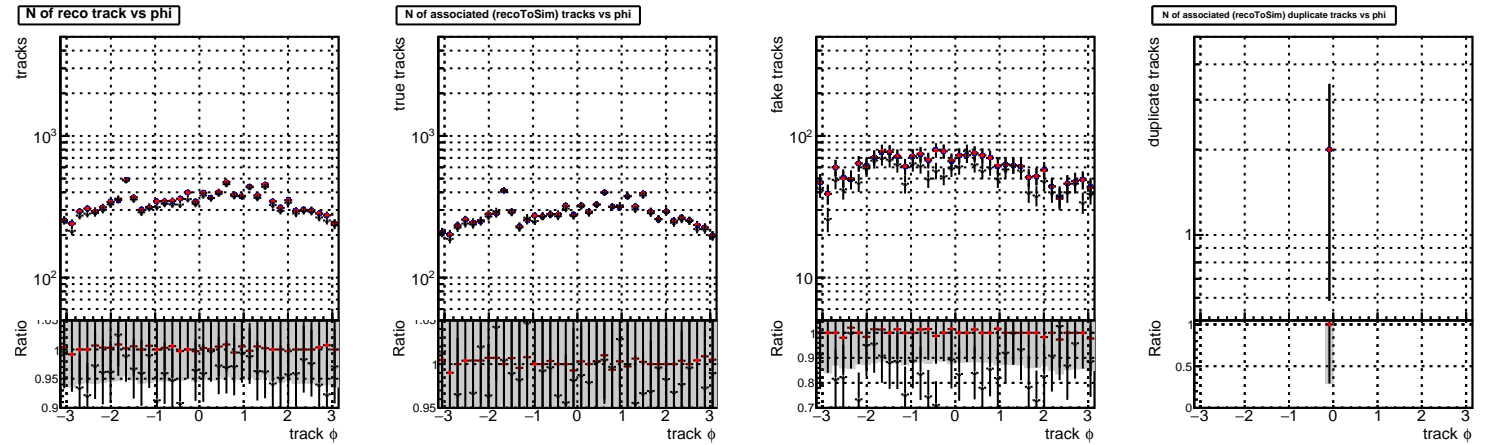 N of reco track vs phi
tracks
10³
10²
Ratio
1.05
1
0.95
0.9
−3 −2 −1 0 1 2 3
track ϕ
N of associated (recoToSim) tracks vs phi
true tracks
10³
10²
Ratio
1
0.95
−3 −2 −1 0 1 2 3
track ϕ
fake tracks
10²
10
Ratio
1
0.9
0.8
0.7
−3 −2 −1 0 1 2 3
track ϕ
N of associated (recoToSim) duplicate tracks vs phi
duplicate tracks
1
Ratio
1
0.5
0
−3 −2 −1 0 1 2 3
track ϕ